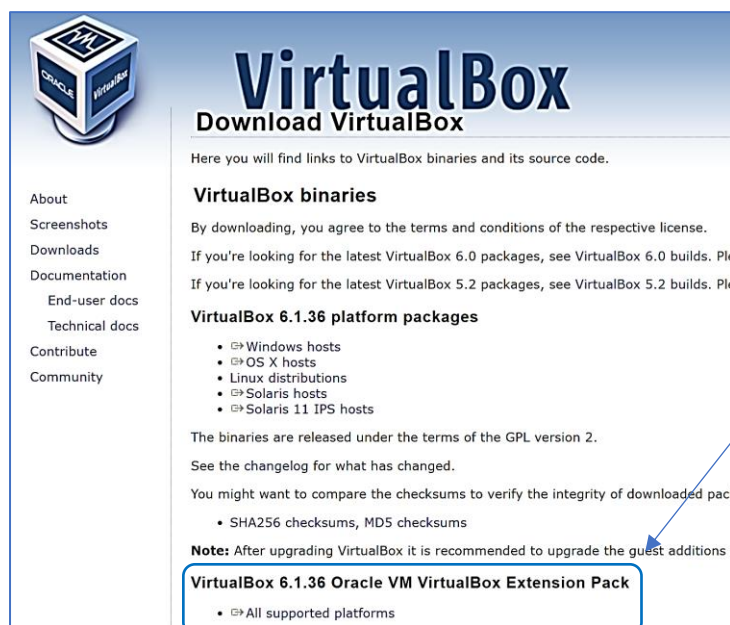 ORACLE
VirtualBox
VirtualBox
Download VirtualBox
Here you will find links to VirtualBox binaries and its source code.
About
Screenshots
Downloads
Documentation
End-user docs
Technical docs
Contribute
Community
VirtualBox binaries
By downloading, you agree to the terms and conditions of the respective license.
If you're looking for the latest VirtualBox 6.0 packages, see VirtualBox 6.0 builds. Ple
If you're looking for the latest VirtualBox 5.2 packages, see VirtualBox 5.2 builds. Ple
VirtualBox 6.1.36 platform packages
• Windows hosts
• OS X hosts
• Linux distributions
• Solaris hosts
• Solaris 11 IPS hosts
The binaries are released under the terms of the GPL version 2.
See the changelog for what has changed.
You might want to compare the checksums to verify the integrity of downloaded pac
• SHA256 checksums, MD5 checksums
Note: After upgrading VirtualBox it is recommended to upgrade the guest additions
VirtualBox 6.1.36 Oracle VM VirtualBox Extension Pack
• All supported platforms